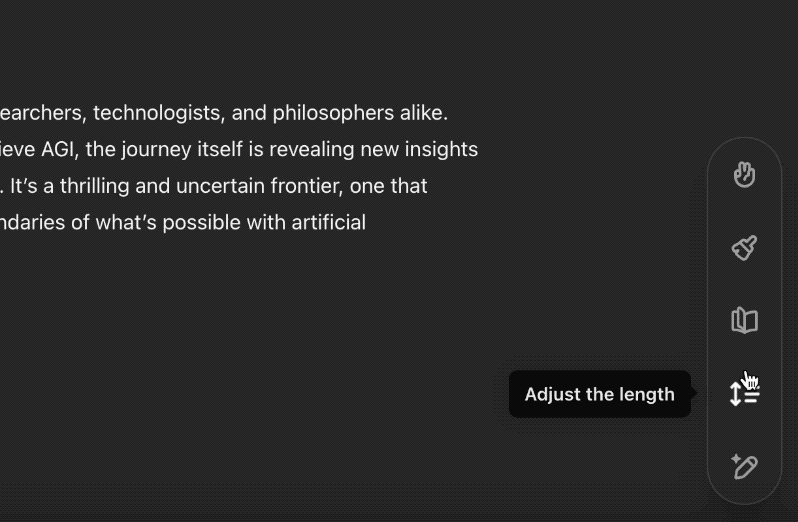 earchers, technologists, and philosophers alike.
ieve AGI, the journey itself is revealing new insights
. It’s a thrilling and uncertain frontier, one that
ndaries of what’s possible with artificial
Adjust the length